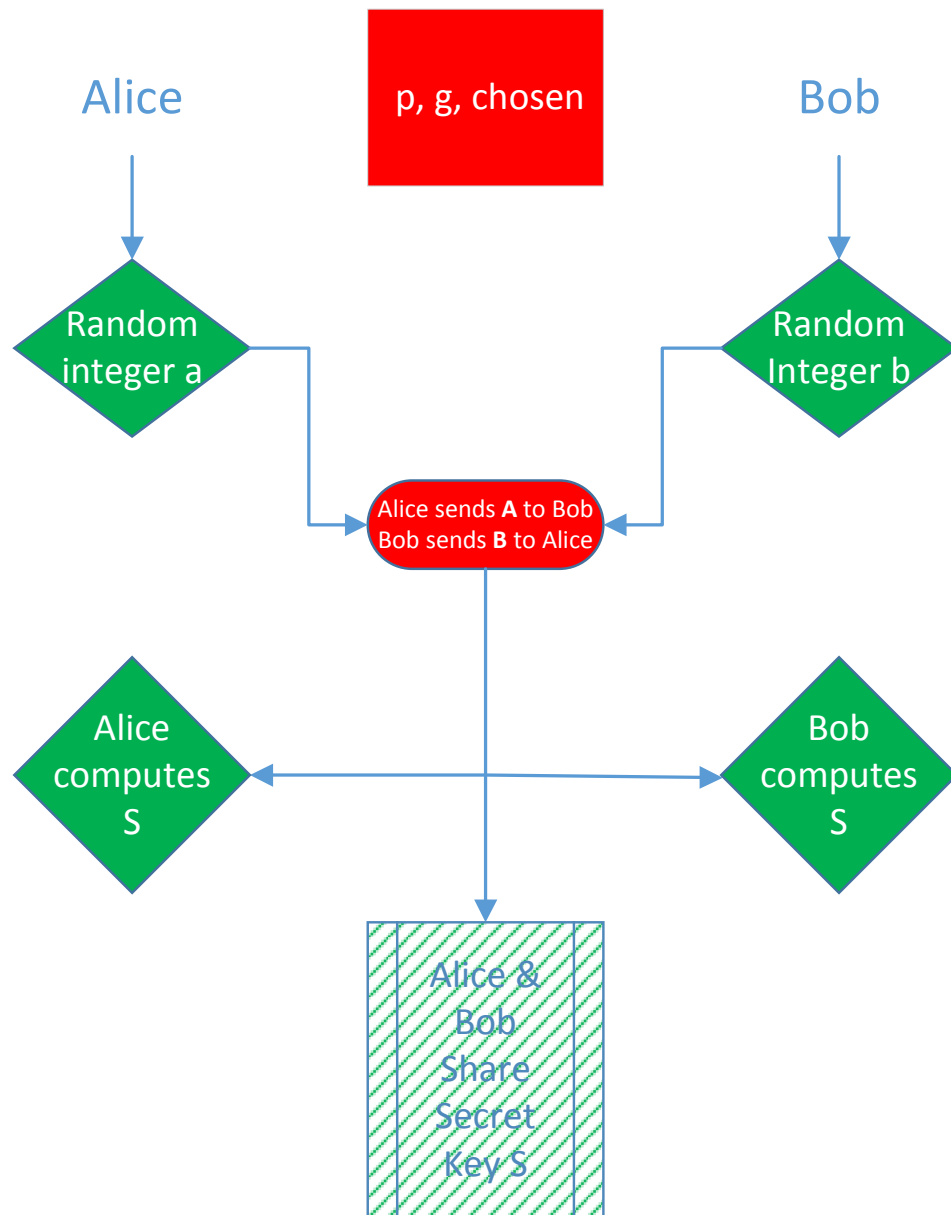 Alice
p, g, chosen
Bob
Random
integer a
Random
Integer b
Alice sends A to Bob
Bob sends B to Alice
Alice
computes
S
Bob
computes
S
Alice &
Bob
Share
Secret
Key S